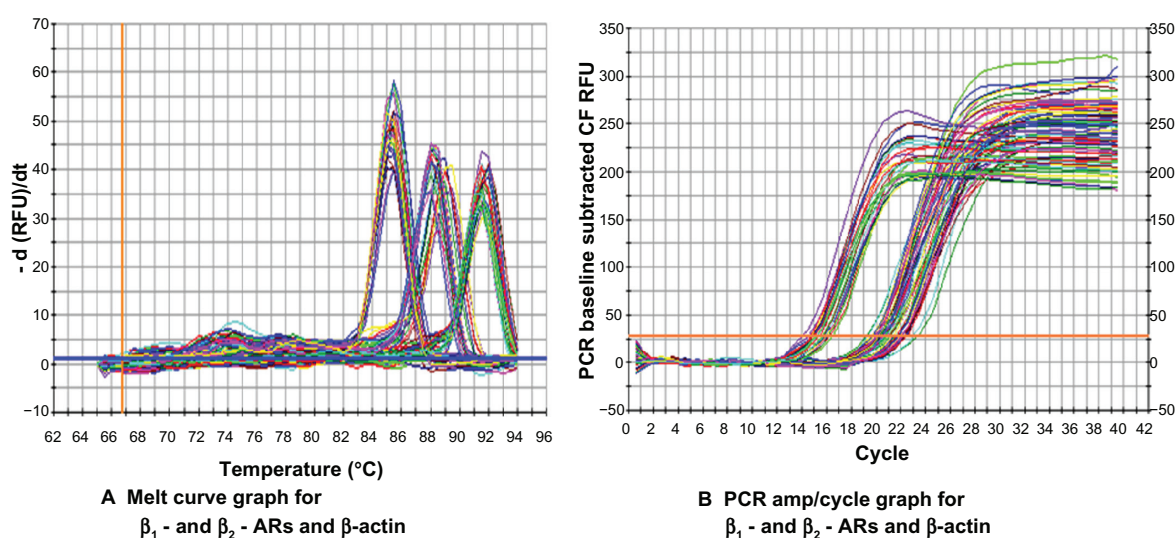 70
60
50
40
30
20
10
0
−10
- d (RFU)/dt
62 64 66 68 70 72 74 76 78 80 82 84 86 88 90 92 94 96
Temperature (°C)
A Melt curve graph for
β₁ - and β₂ - ARs and β-actin
350
300
250
200
150
100
50
0
−50
PCR baseline subtracted CF RFU
350
300
250
200
150
100
50
0
−50
0 2 4 6 8 10 12 14 16 18 20 22 24 26 28 30 32 34 36 38 40 42
Cycle
B PCR amp/cycle graph for
β₁ - and β₂ - ARs and β-actin